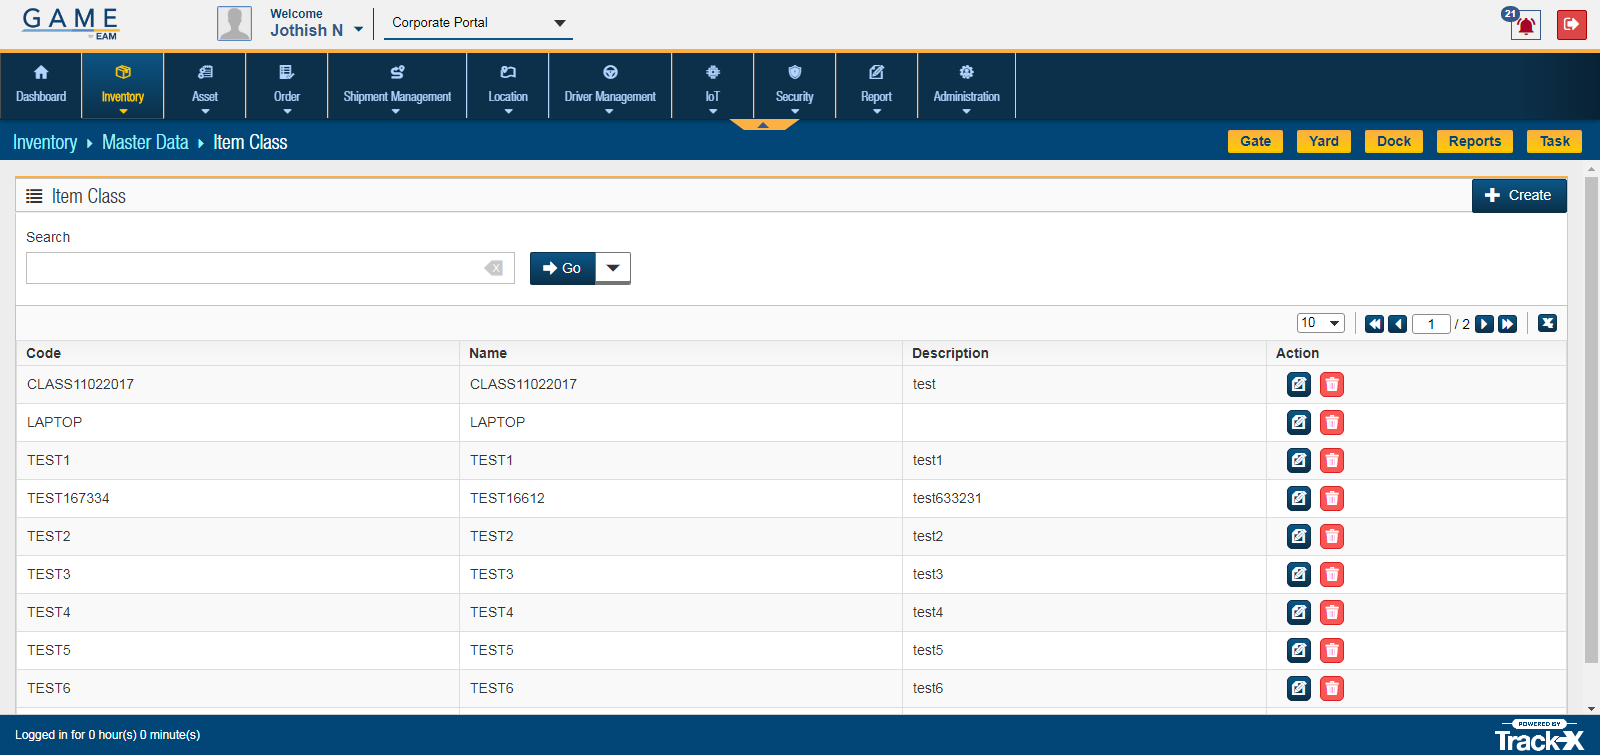 GAME
EAM
Welcome
Jothish N
Corporate Portal
21
Dashboard
Inventory
Asset
Order
Shipment Management
Location
Driver Management
IoT
Security
Report
Administration
Inventory Master Data Item Class
Gate
Yard
Dock
Reports
Task
Item Class
Create
Search
Go
10
1 / 2
Code Name Description Action
CLASS11022017 CLASS11022017 test
LAPTOP LAPTOP
TEST1 TEST1 test1
TEST167334 TEST16612 test633231
TEST2 TEST2 test2
TEST3 TEST3 test3
TEST4 TEST4 test4
TEST5 TEST5 test5
TEST6 TEST6 test6
Logged in for 0 hour(s) 0 minute(s)
POWERED BY
Track-X